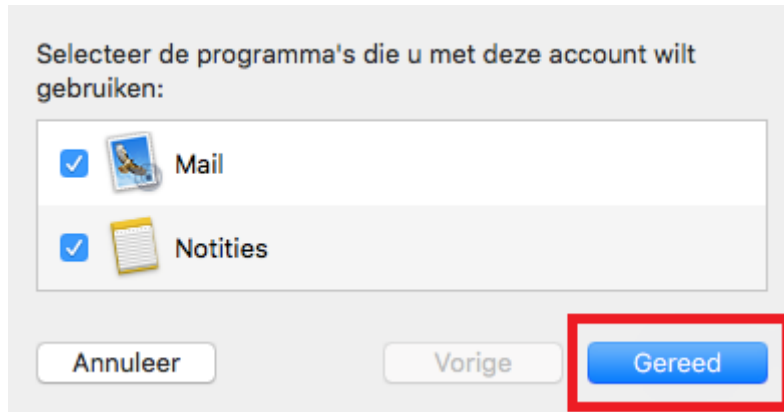 Selecteer de programma's die u met deze account wilt
gebruiken:
Mail
Notities
Annuleer Vorige Gereed